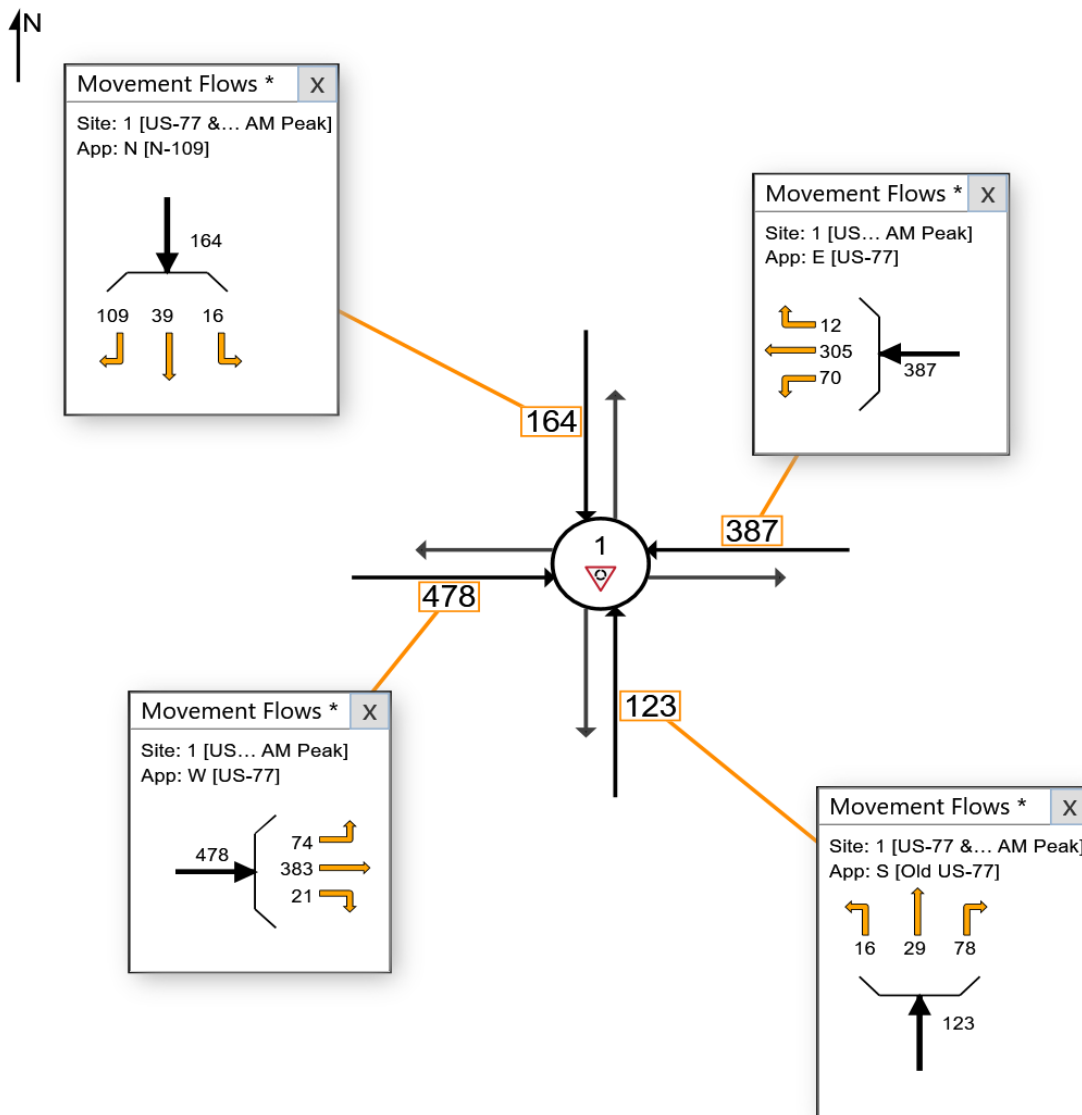 N
Movement Flows * X
Site: 1 [US-77 &... AM Peak]
App: N [N-109]
164
109 39 16
Movement Flows * X
Site: 1 [US... AM Peak]
App: E [US-77]
12
305
70
387
164
1
387
478
123
Movement Flows * X
Site: 1 [US... AM Peak]
App: W [US-77]
478
74
383
21
Movement Flows * X
Site: 1 [US-77 &... AM Peak]
App: S [Old US-77]
16 29 78
123